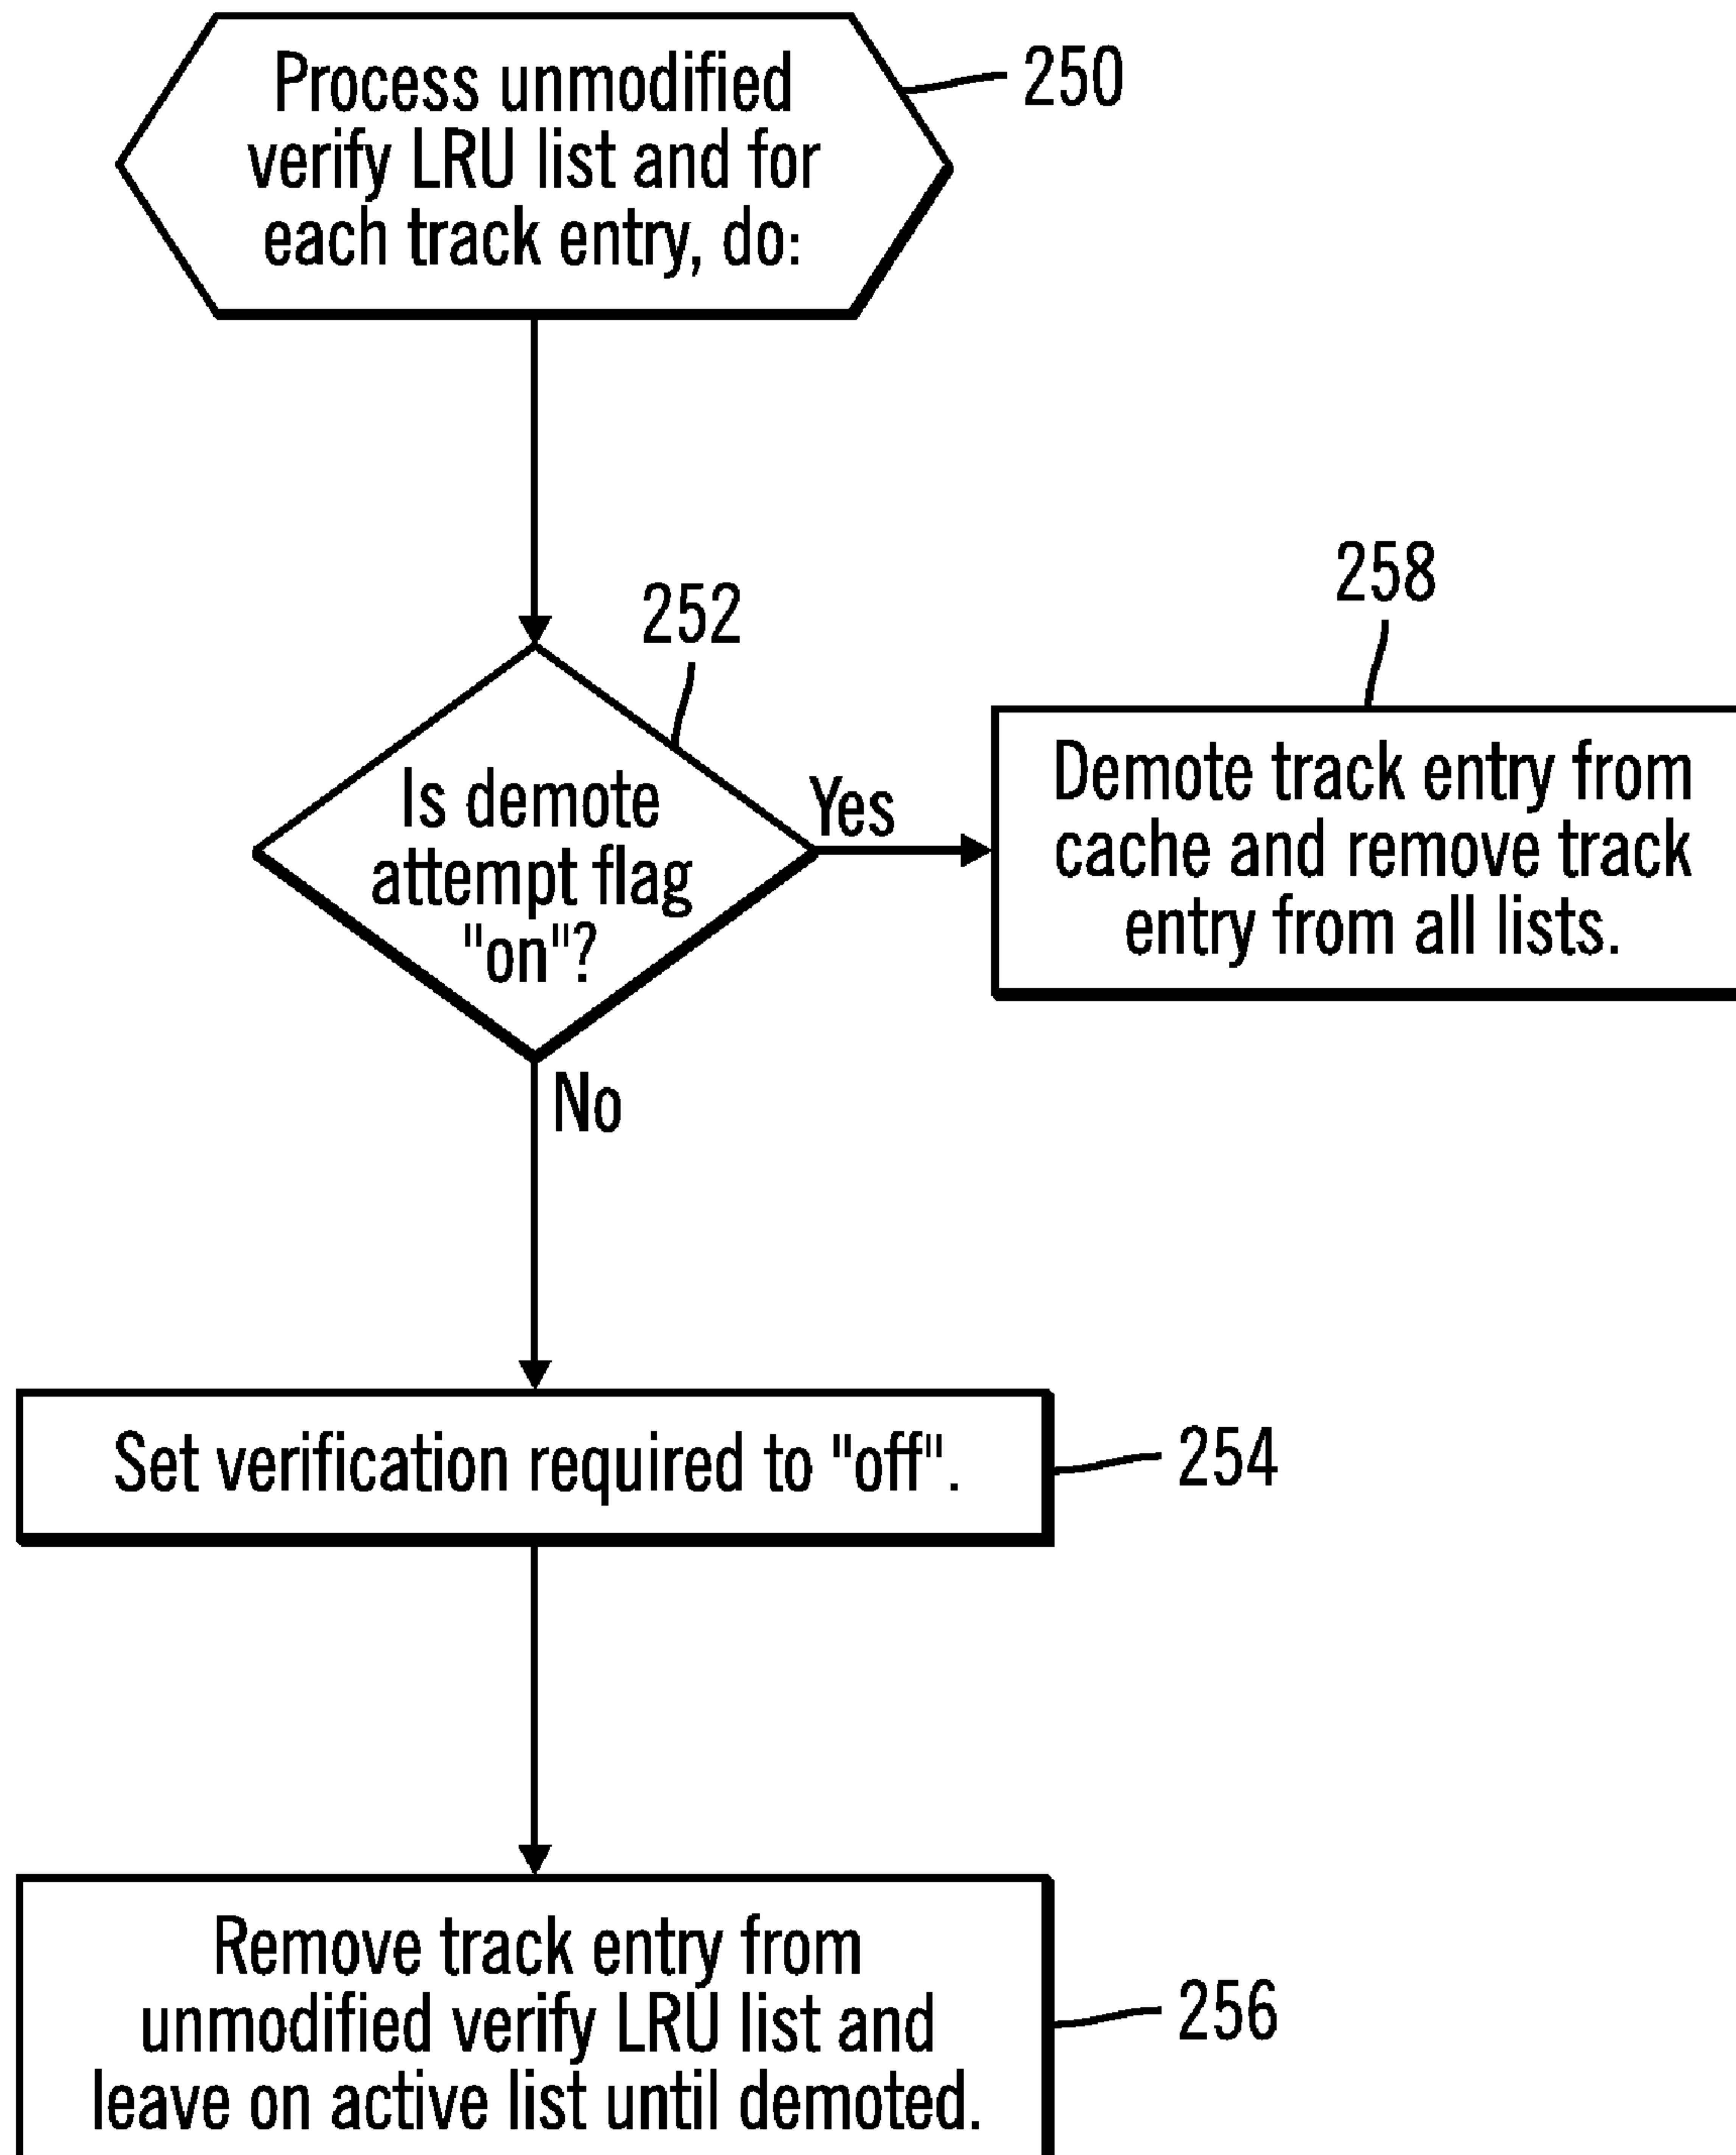 Process unmodified
verify LRU list and for
each track entry, do:
250
252
258
Is demote
attempt flag
"on"?
Yes
Demote track entry from
cache and remove track
entry from all lists.
No
Set verification required to "off".
254
Remove track entry from
unmodified verify LRU list and
leave on active list until demoted.
256